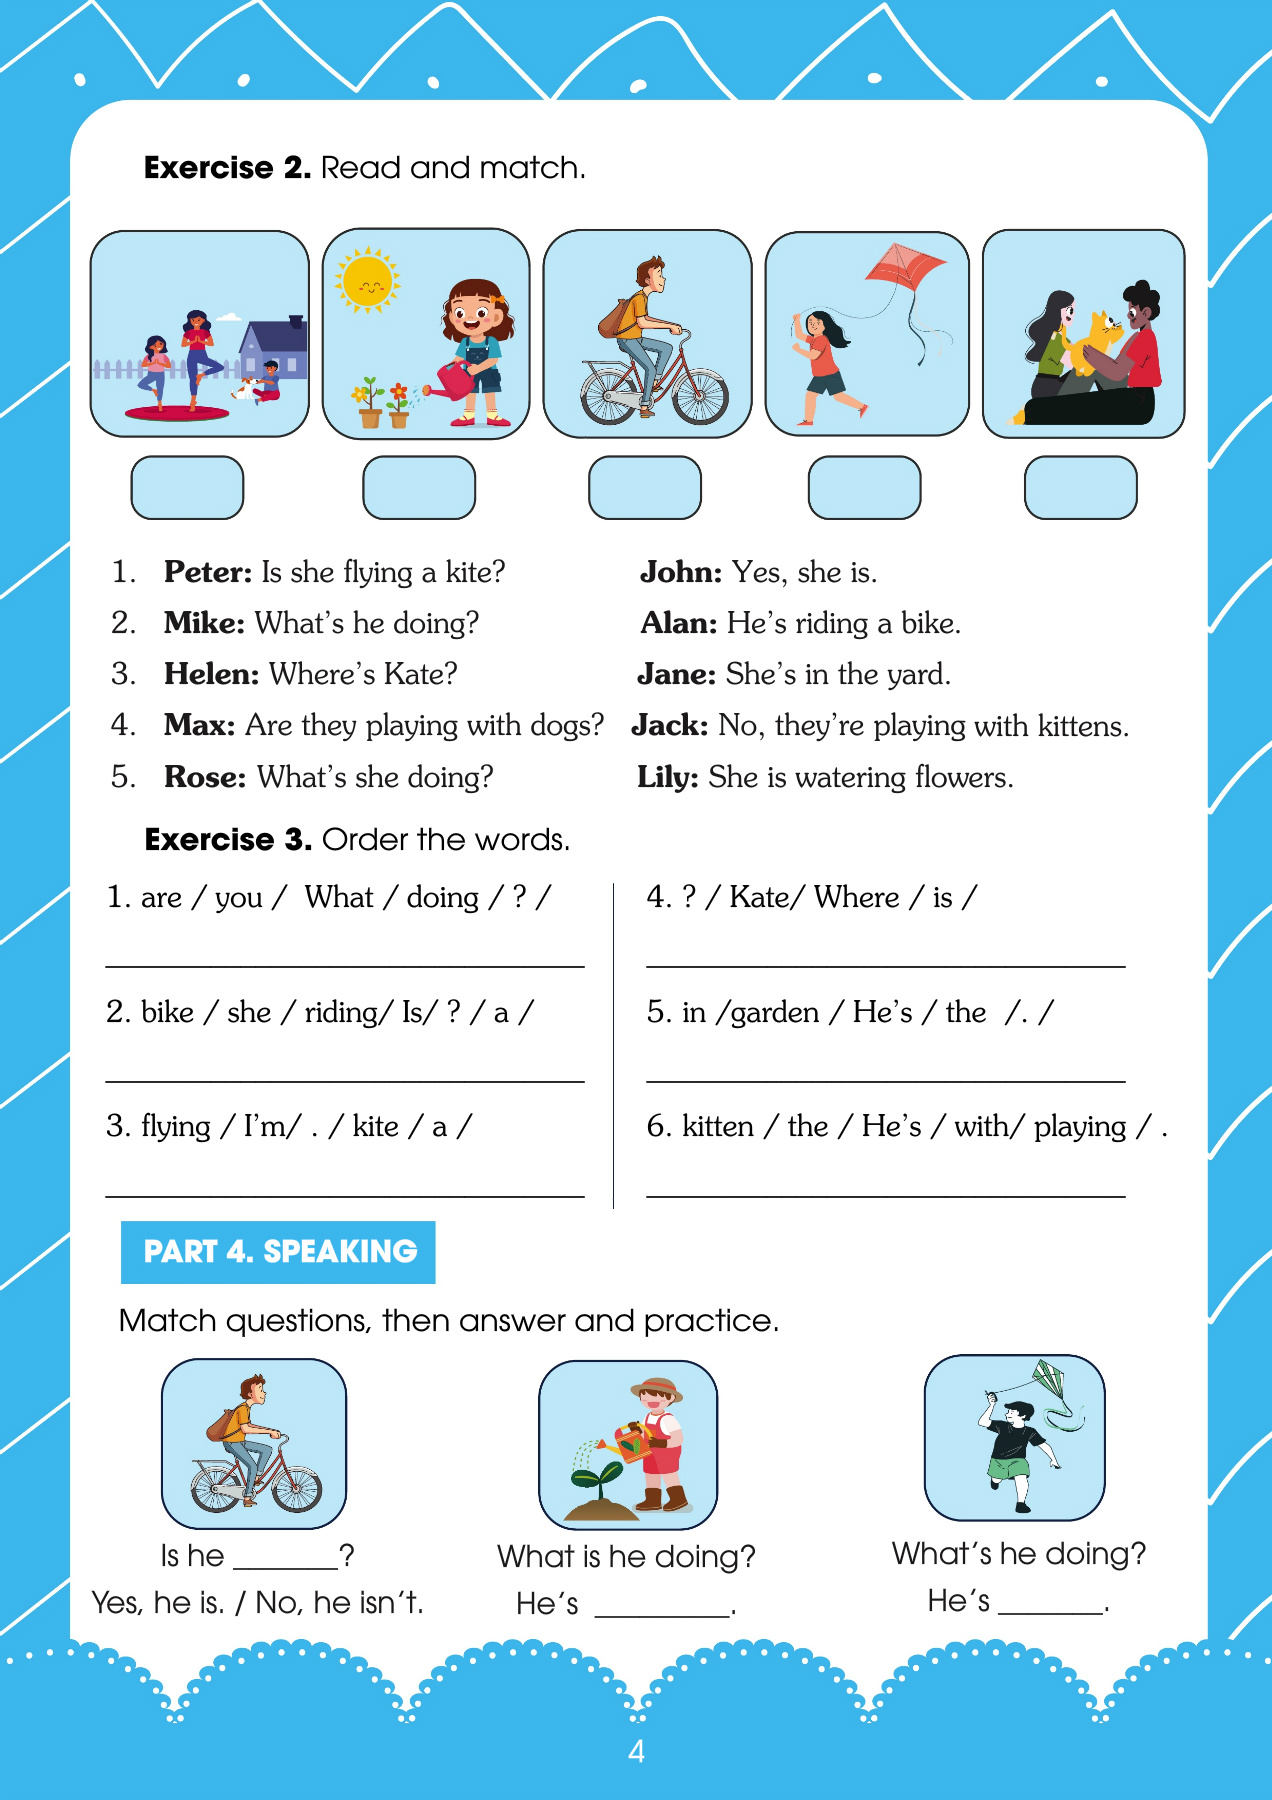 Exercise 2. Read and match.
1. Peter: Is she flying a kite? John: Yes, she is.
2. Mike: What's he doing? Alan: He's riding a bike.
3. Helen: Where's Kate? Jane: She's in the yard.
4. Max: Are they playing with dogs? Jack: No, they're playing with kittens.
5. Rose: What's she doing? Lily: She is watering flowers.
Exercise 3. Order the words.
1. are / you / What / doing / ? /
2. bike / she / riding/ Is/ ? / a /
3. flying / I'm/ . / kite / a /
4. ? / Kate/ Where / is /
5. in /garden / He's / the /. /
6. kitten / the / He's / with/ playing / .
PART 4. SPEAKING
Match questions, then answer and practice.
Is he _______?
Yes, he is. / No, he isn't.
What is he doing?
He's _________.
What's he doing?
He's _______.
4